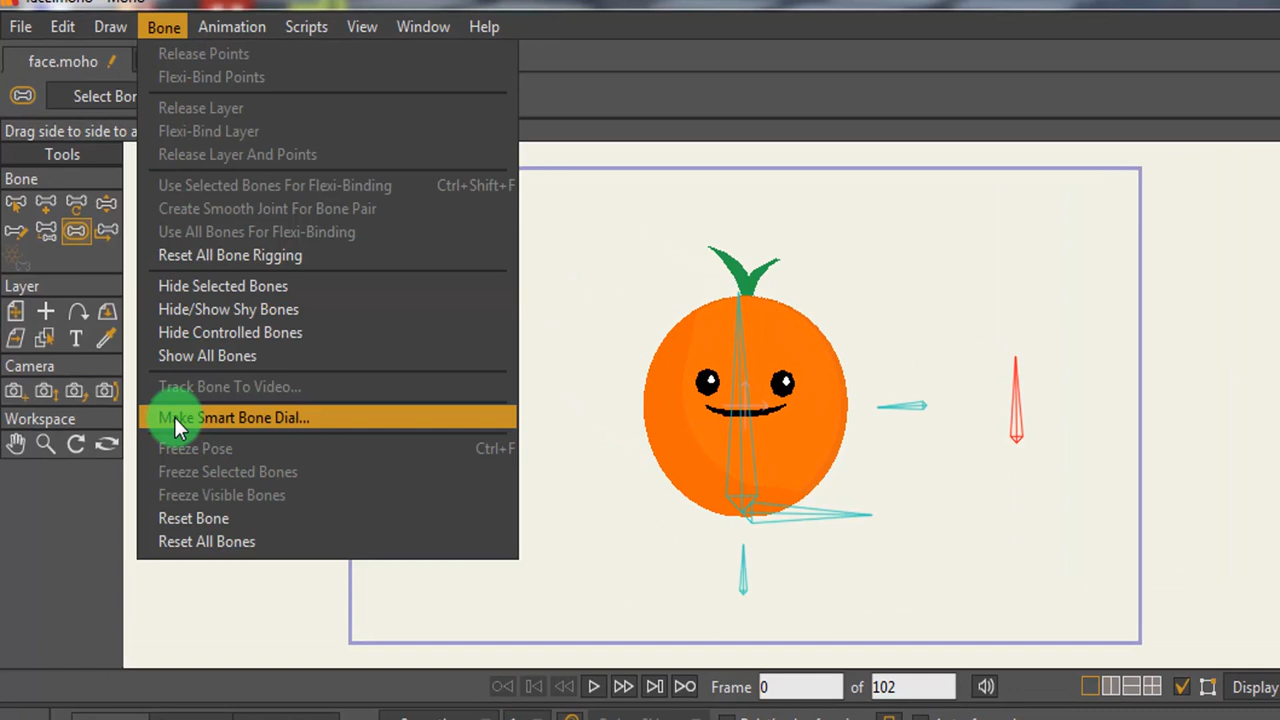 File Edit Draw Bone Animation Scripts View Window Help
face.moho
Select Bon
Drag side to side to a
Tools
Bone
Layer
T
Camera
Workspace
Release Points
Flexi-Bind Points
Release Layer
Flexi-Bind Layer
Release Layer And Points
Use Selected Bones For Flexi-Binding Ctrl+Shift+F
Create Smooth Joint For Bone Pair
Use All Bones For Flexi-Binding
Reset All Bone Rigging
Hide Selected Bones
Hide/Show Shy Bones
Hide Controlled Bones
Show All Bones
Track Bone To Video...
Make Smart Bone Dial...
Freeze Pose Ctrl+F
Freeze Selected Bones
Freeze Visible Bones
Reset Bone
Reset All Bones
Frame 0 of 102 Display